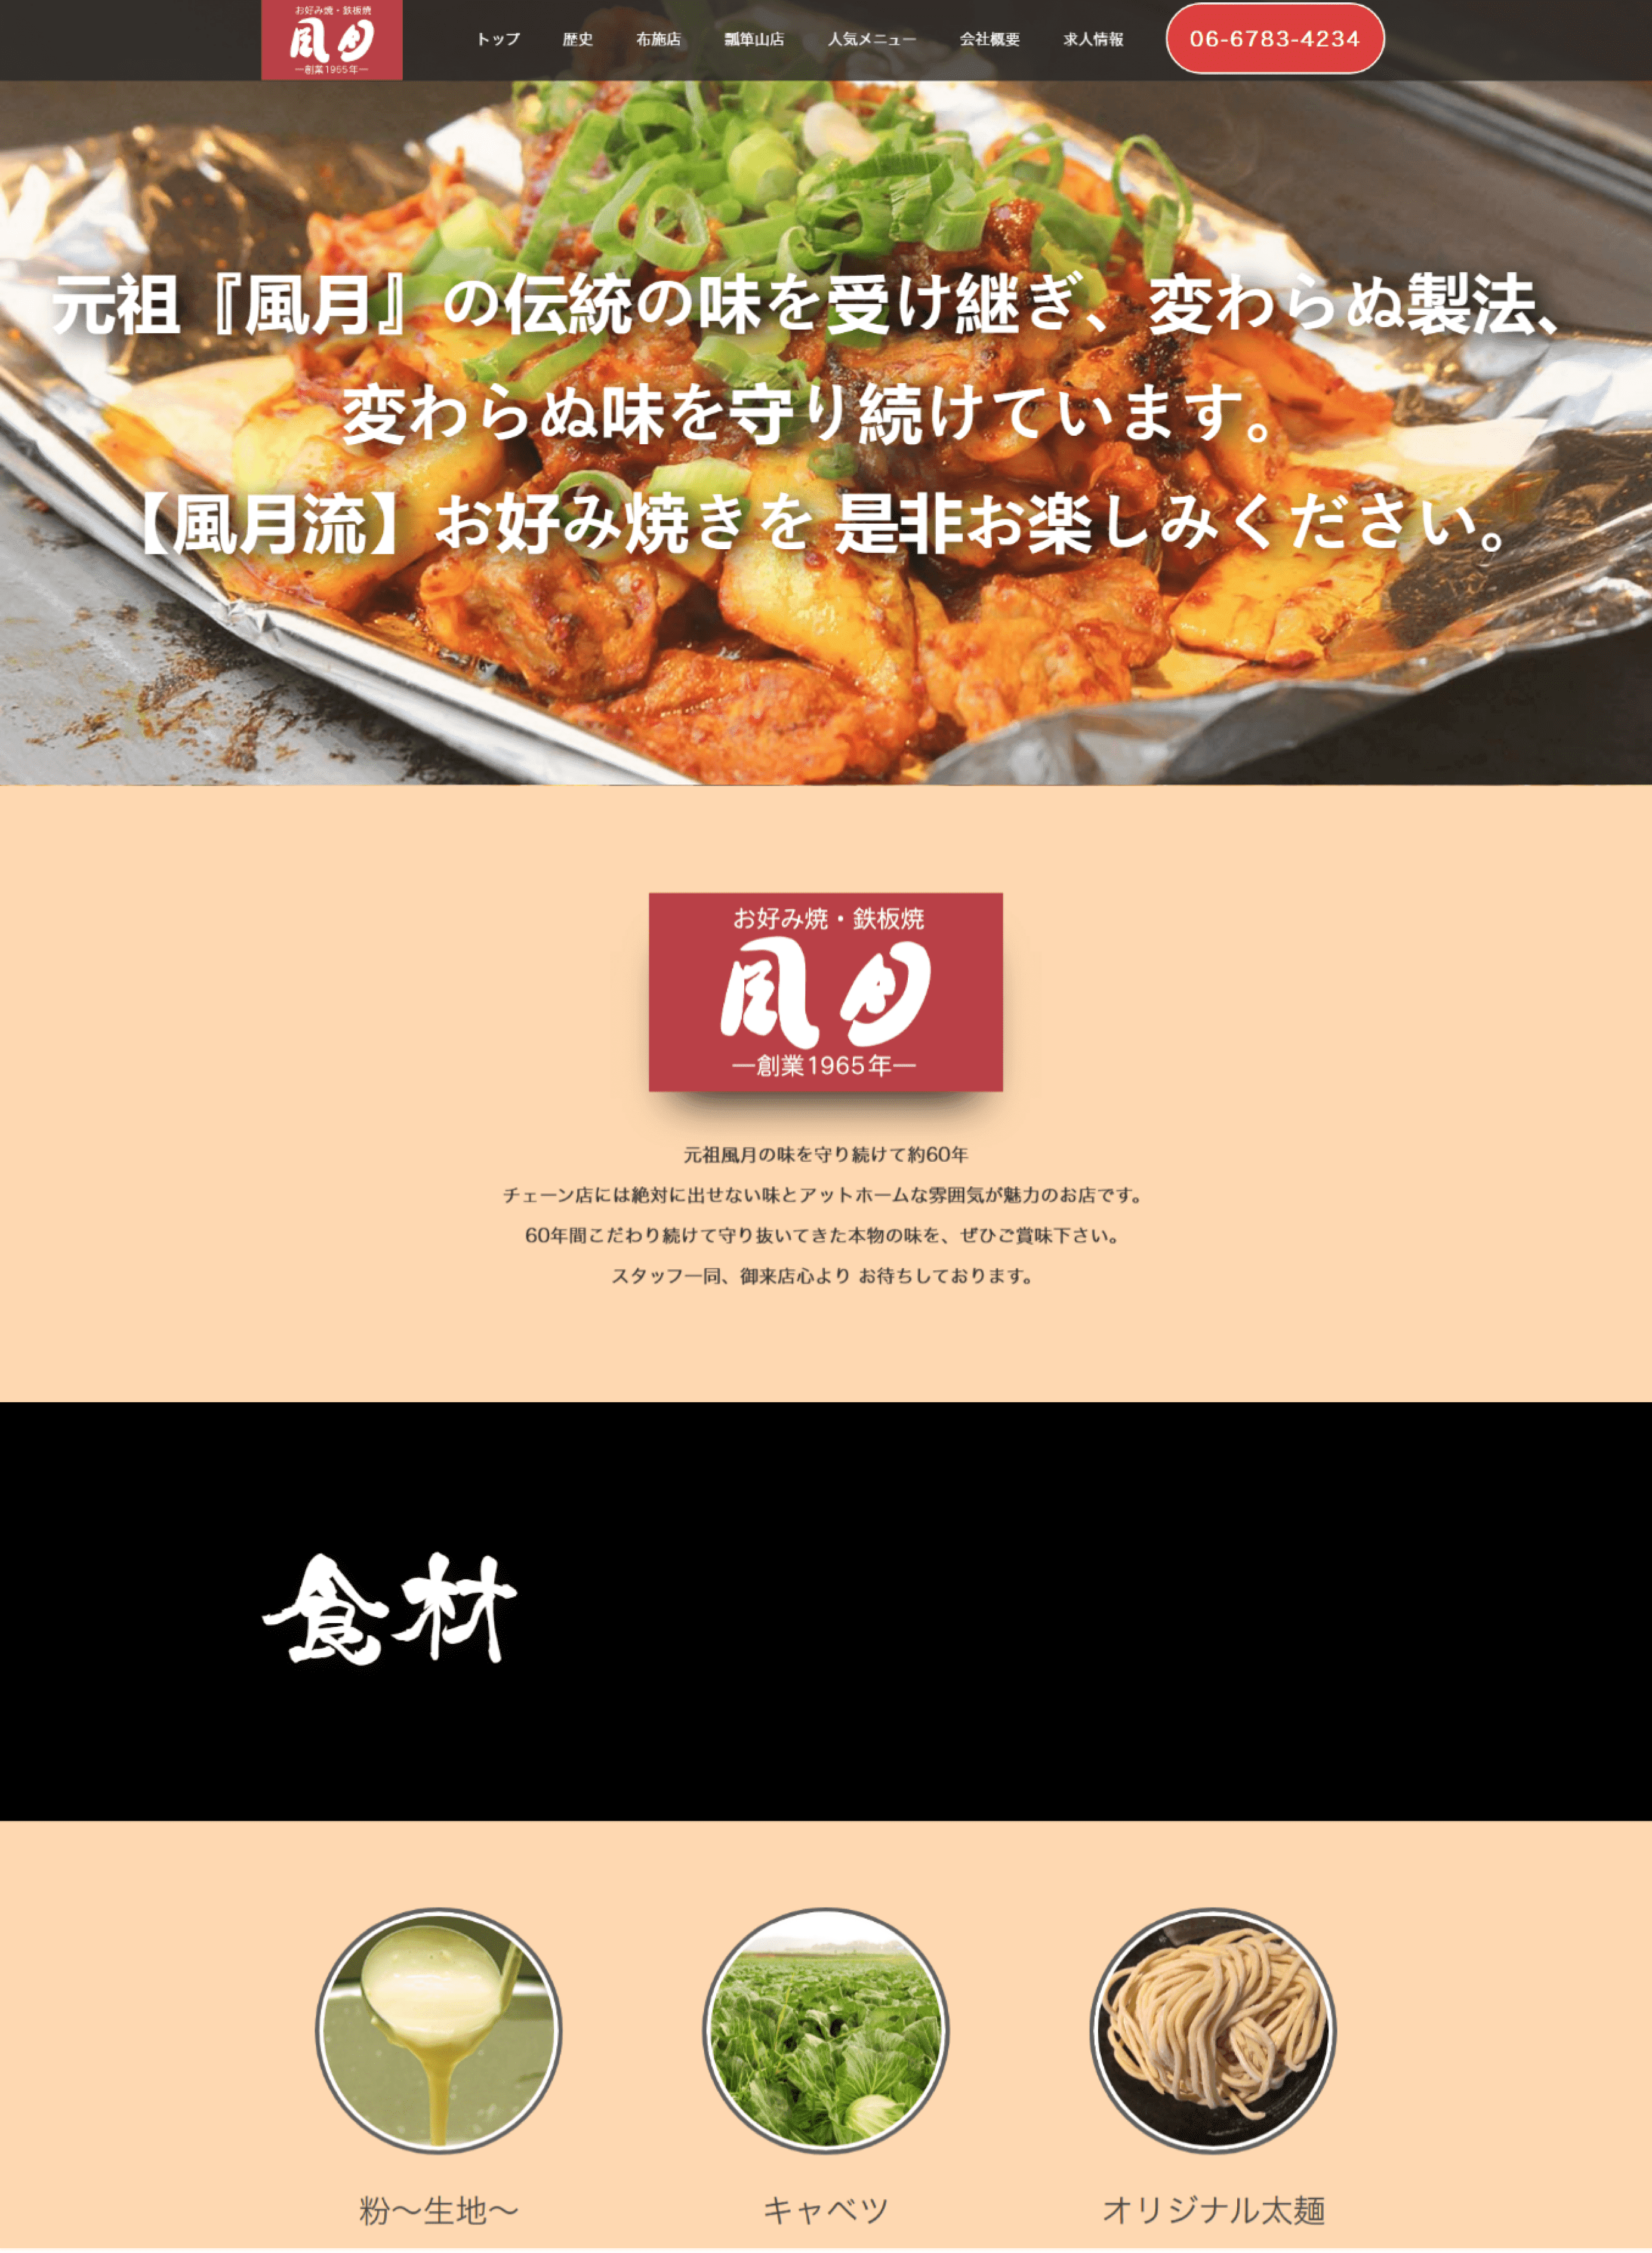 お好み焼・鉄板焼
風月
―創業1965年―
トップ
歴史
布施店
瓢箪山店
人気メニュー
会社概要
求人情報
06-6783-4234
元祖『風月』の伝統の味を受け継ぎ、変わらぬ製法、
変わらぬ味を守り続けています。
【風月流】お好み焼きを 是非お楽しみください。
お好み焼・鉄板焼
風月
―創業1965年―
元祖風月の味を守り続けて約60年
チェーン店には絶対に出せない味とアットホームな雰囲気が魅力のお店です。
60年間こだわり続けて守り抜いてきた本物の味を、ぜひご賞味下さい。
スタッフ一同、御来店心より お待ちしております。
食材
粉～生地～
キャベツ
オリジナル太麺